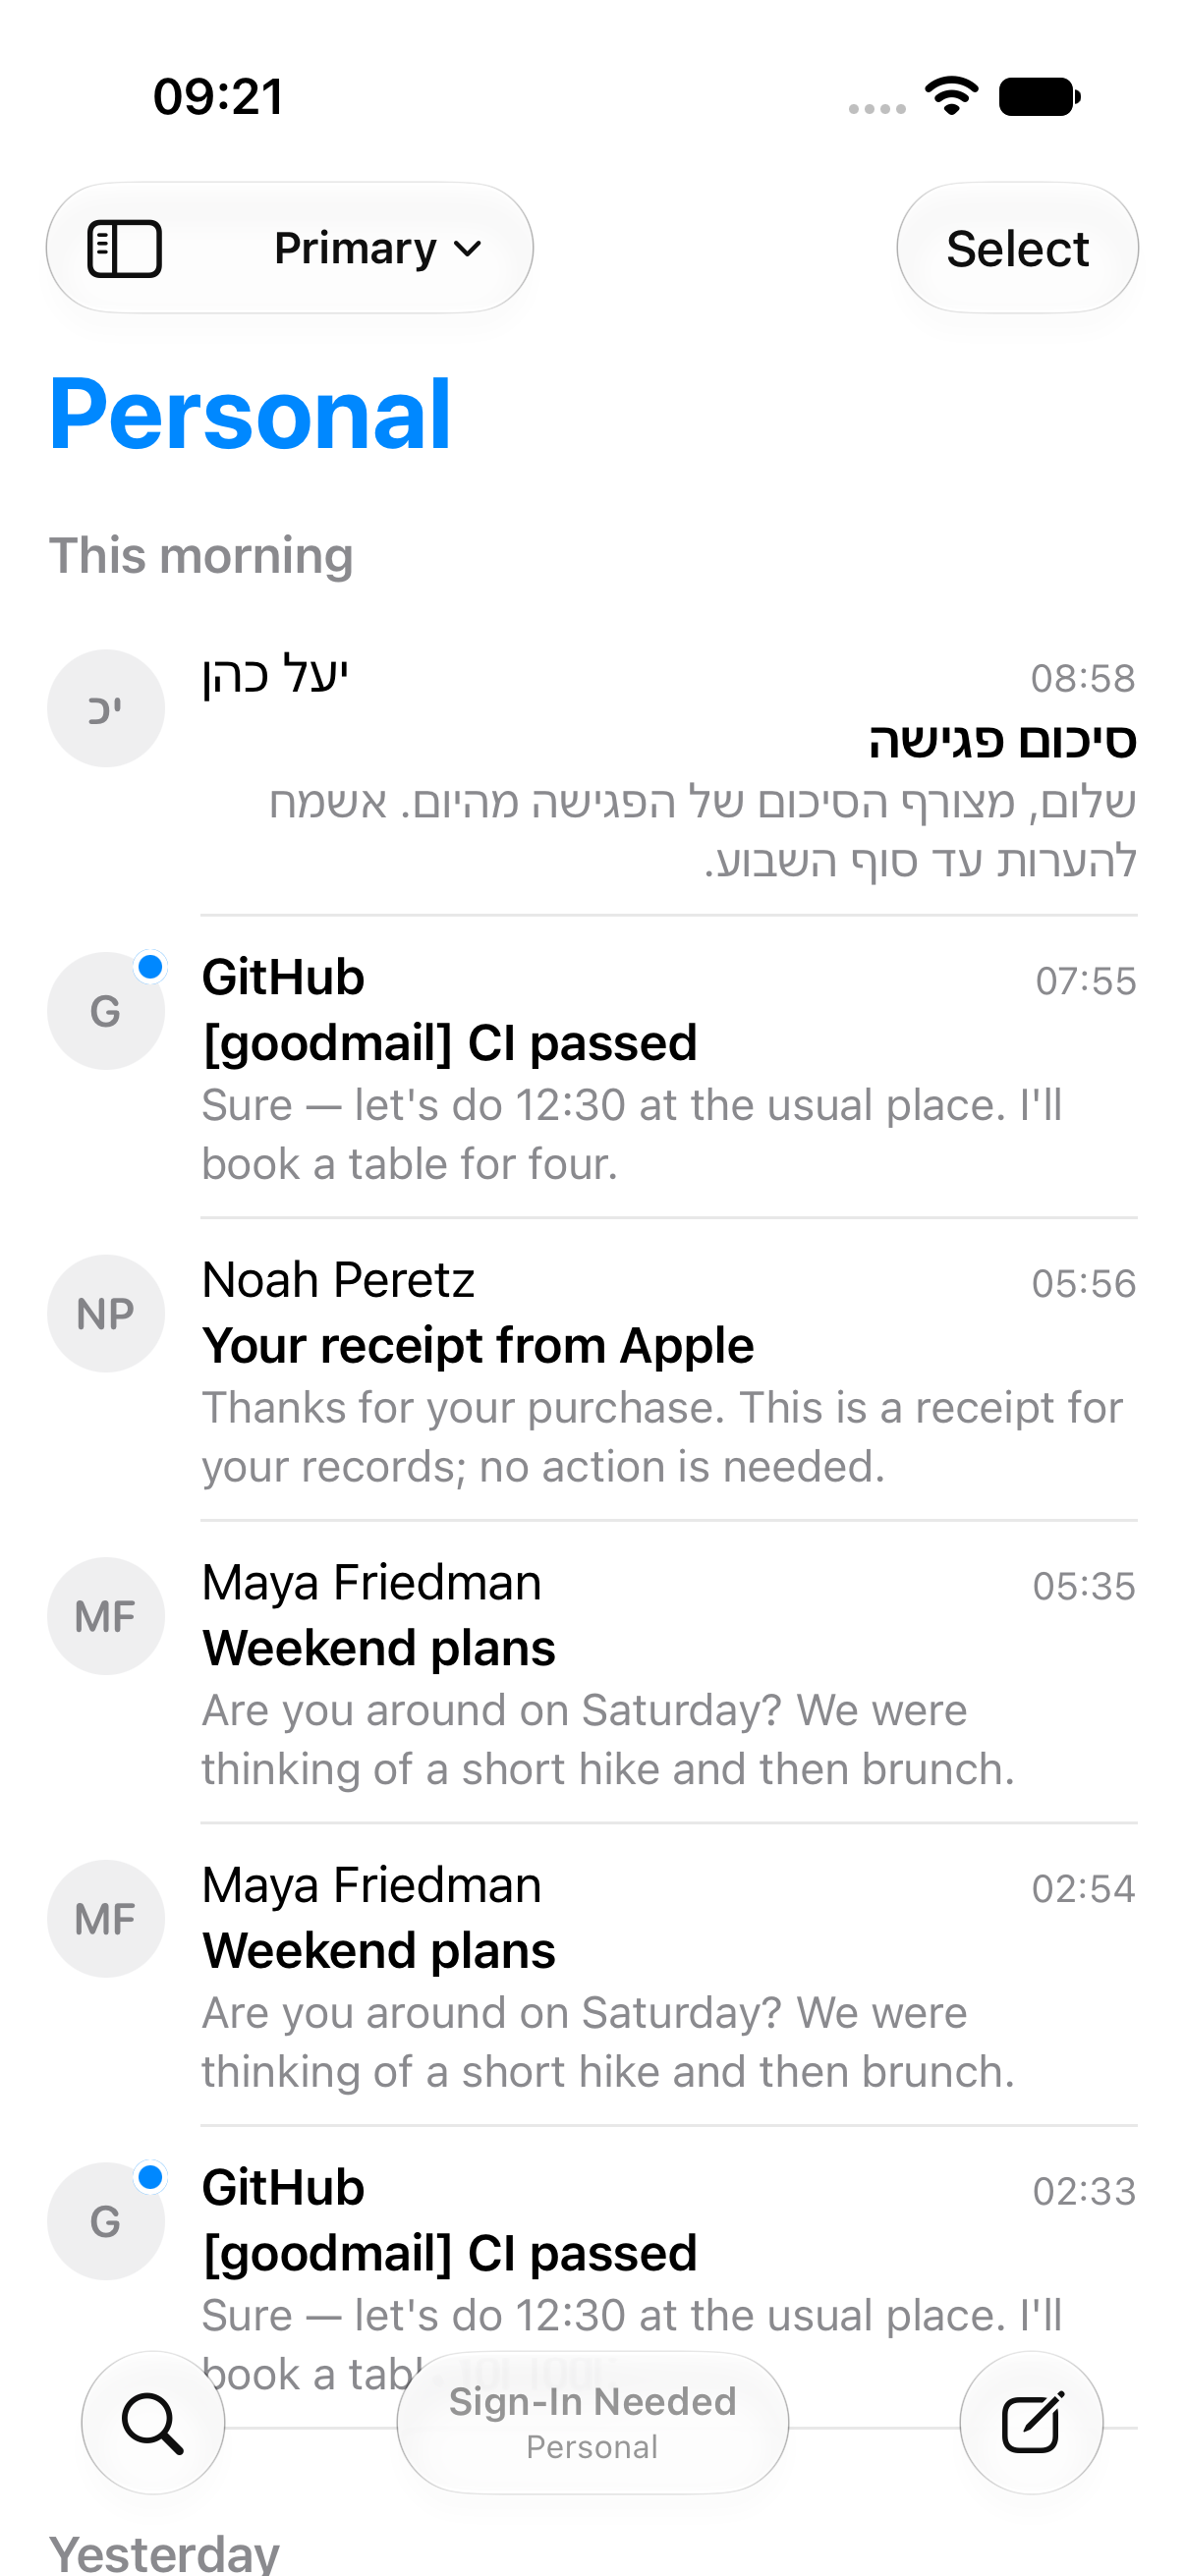 09:21
Primary
Select
Personal
This morning
יכ
יעל כהן
08:58
סיכום פגישה
שלום, מצורף הסיכום של הפגישה מהיום. אשמח
להערות עד סוף השבוע.
G
GitHub
07:55
[goodmail] CI passed
Sure — let's do 12:30 at the usual place. I'll
book a table for four.
NP
Noah Peretz
05:56
Your receipt from Apple
Thanks for your purchase. This is a receipt for
your records; no action is needed.
MF
Maya Friedman
05:35
Weekend plans
Are you around on Saturday? We were
thinking of a short hike and then brunch.
MF
Maya Friedman
02:54
Weekend plans
Are you around on Saturday? We were
thinking of a short hike and then brunch.
G
GitHub
02:33
[goodmail] CI passed
Sure — let's do 12:30 at the usual place. I'll
book a
Sign-In Needed
Personal
Yesterday